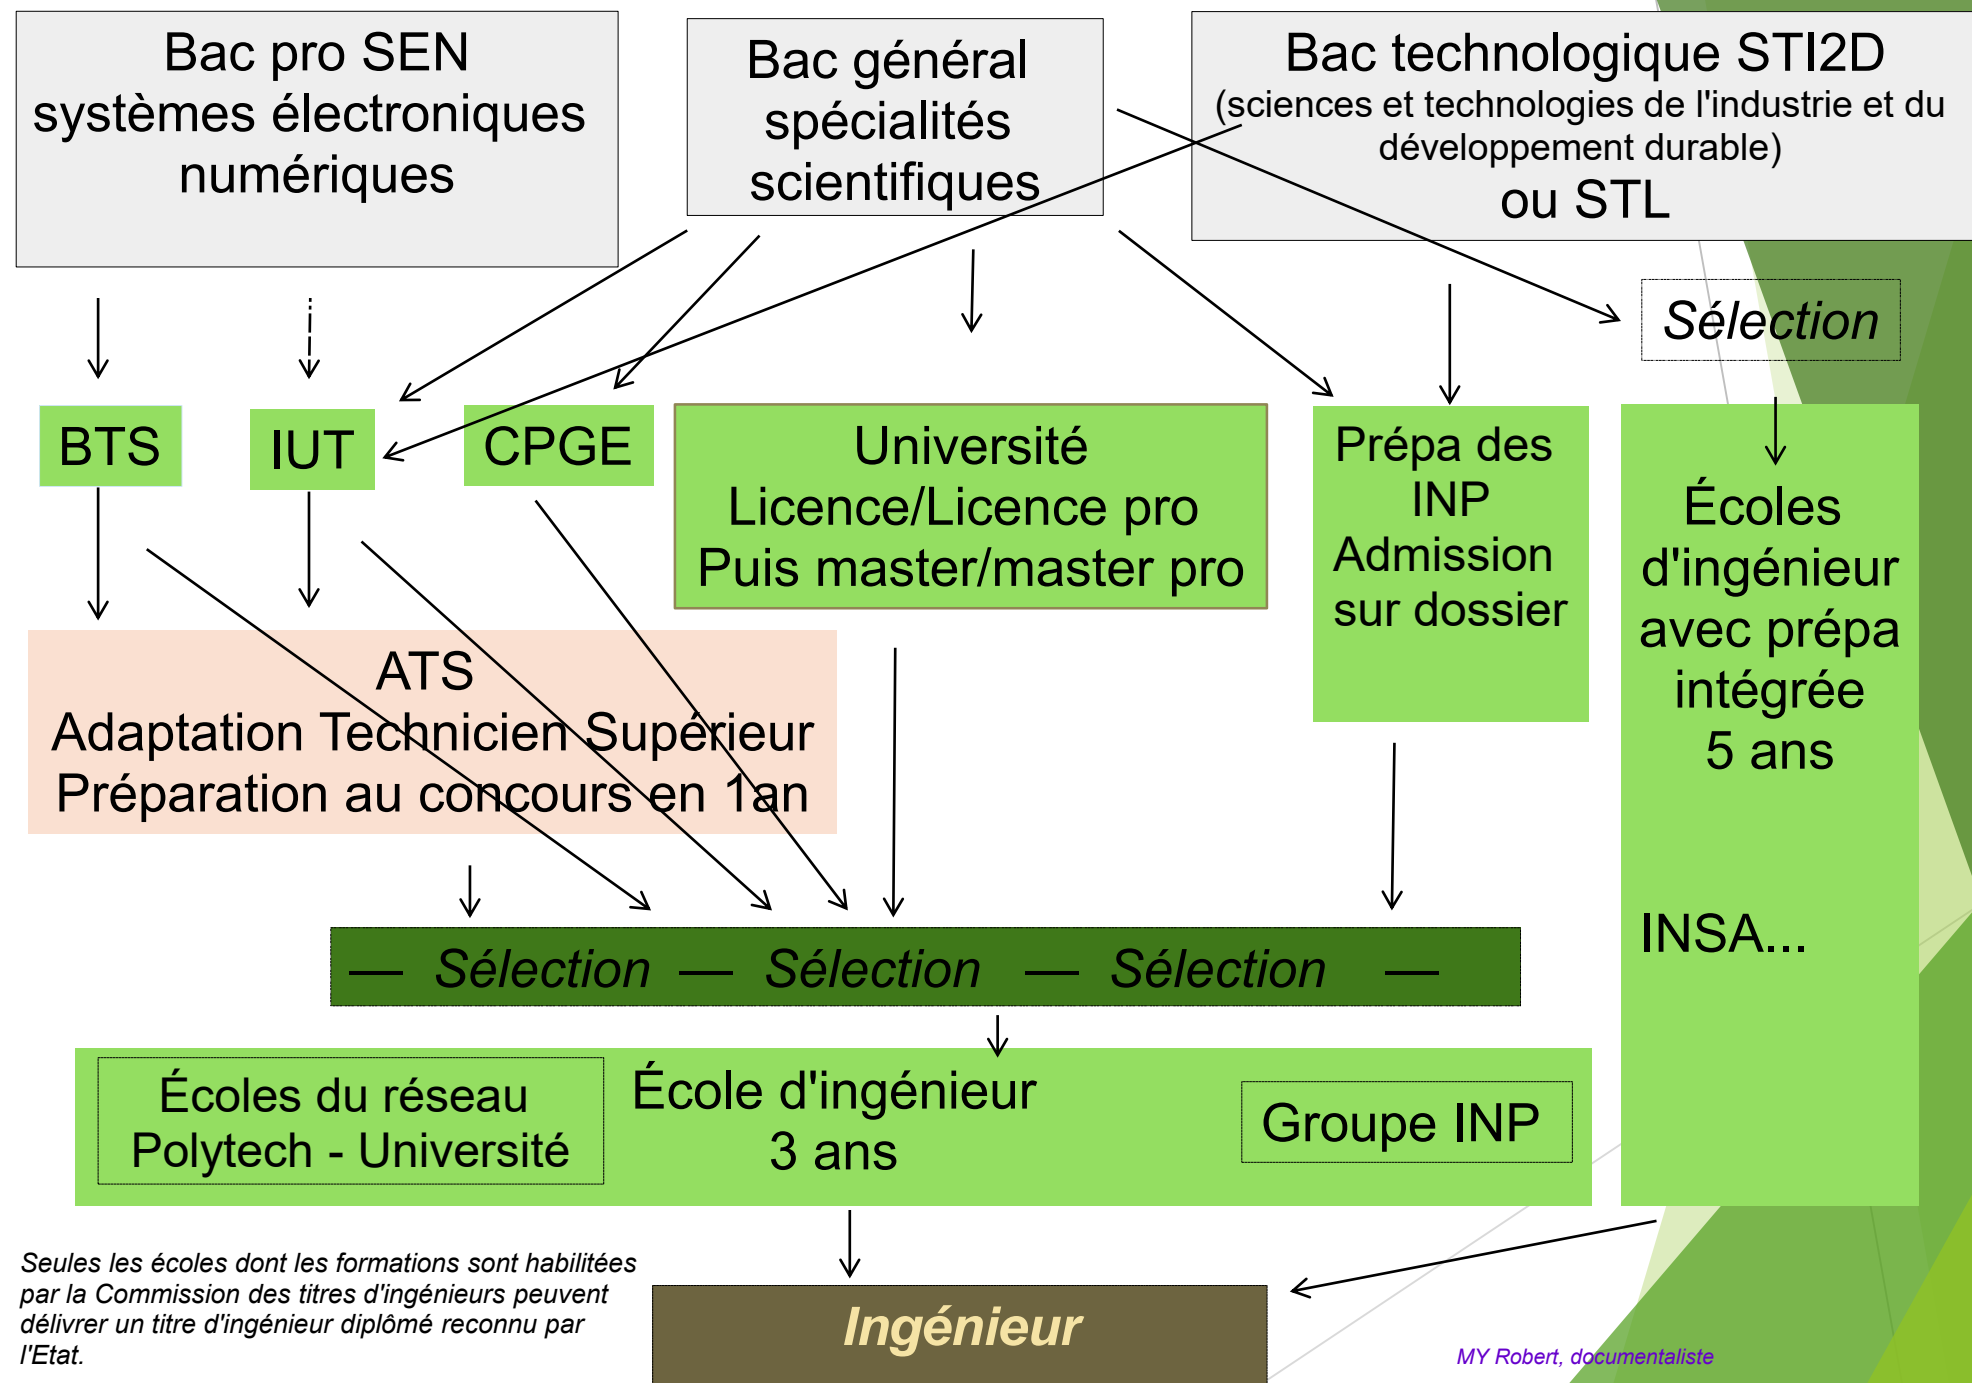 Bac pro SEN
systèmes électroniques
numériques
Bac général
spécialités
scientifiques
Bac technologique STI2D
(sciences et technologies de l'industrie et du
développement durable)
ou STL
Sélection
BTS
IUT
CPGE
Université
Licence/Licence pro
Puis master/master pro
Prépa des
INP
Admission
sur dossier
Écoles
d'ingénieur
avec prépa
intégrée
5 ans
INSA...
ATS
Adaptation Technicien Supérieur
Préparation au concours en 1an
— Sélection — Sélection — Sélection —
Écoles du réseau
Polytech - Université
École d'ingénieur
3 ans
Groupe INP
Seules les écoles dont les formations sont habilitées
par la Commission des titres d'ingénieurs peuvent
délivrer un titre d'ingénieur diplômé reconnu par
l'Etat.
Ingénieur
MY Robert, documentaliste